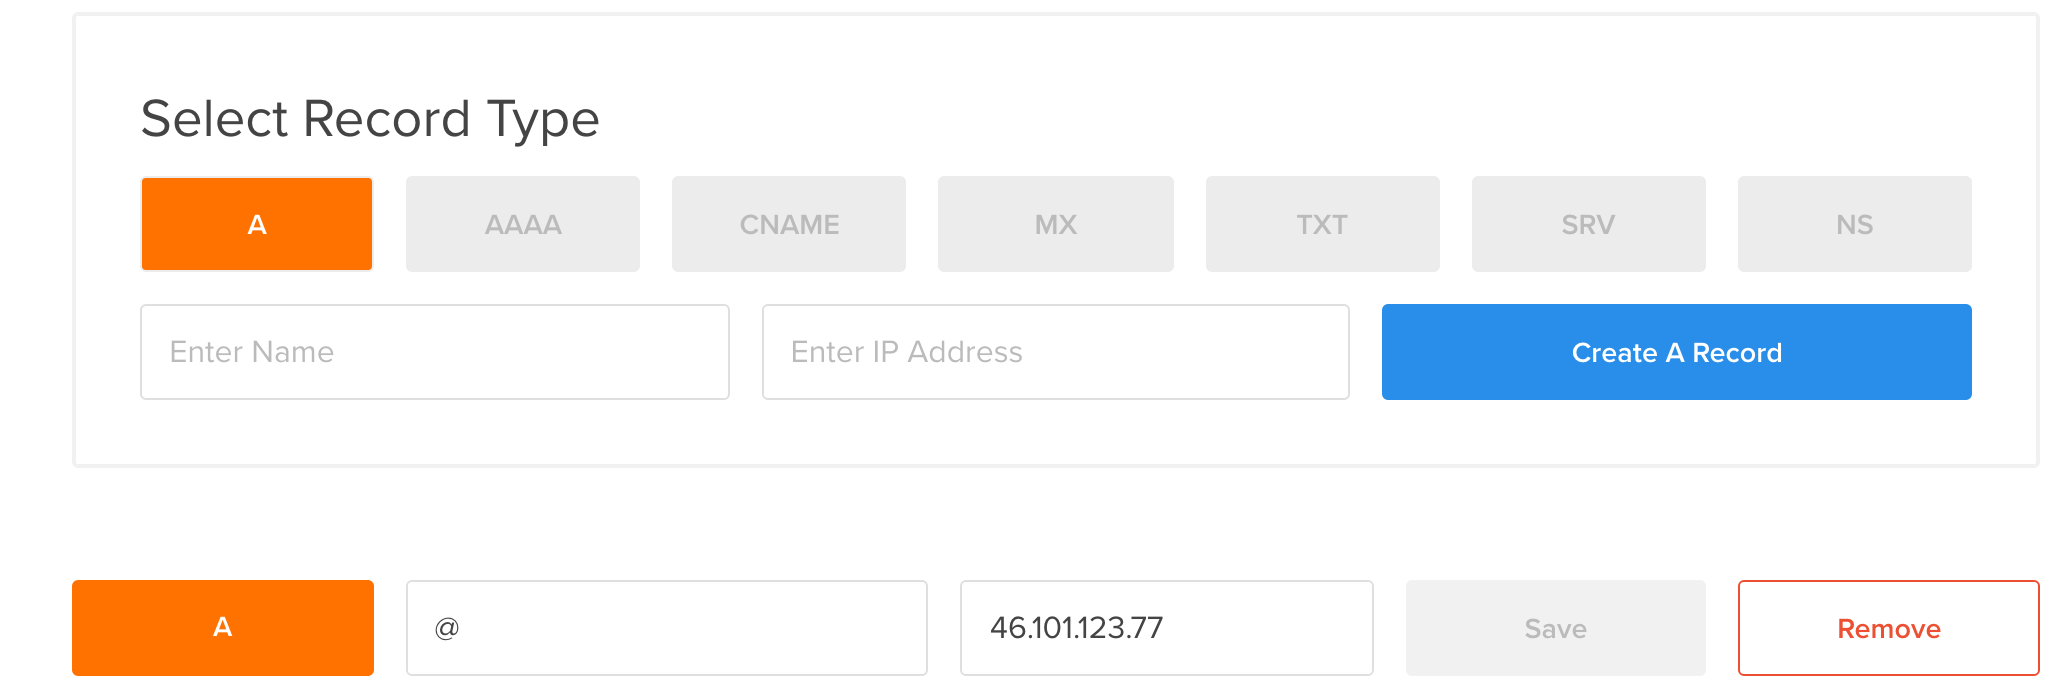 Select Record Type
A AAAA CNAME MX TXT SRV NS
Enter Name Enter IP Address Create A Record
A @ 46.101.123.77 Save Remove